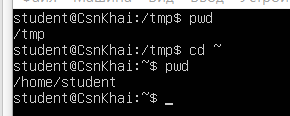 student@CsnKhai:/tmp$ pwd
/tmp
student@CsnKhai:/tmp$ cd ~
student@CsnKhai:~$ pwd
/home/student
student@CsnKhai:~$ _